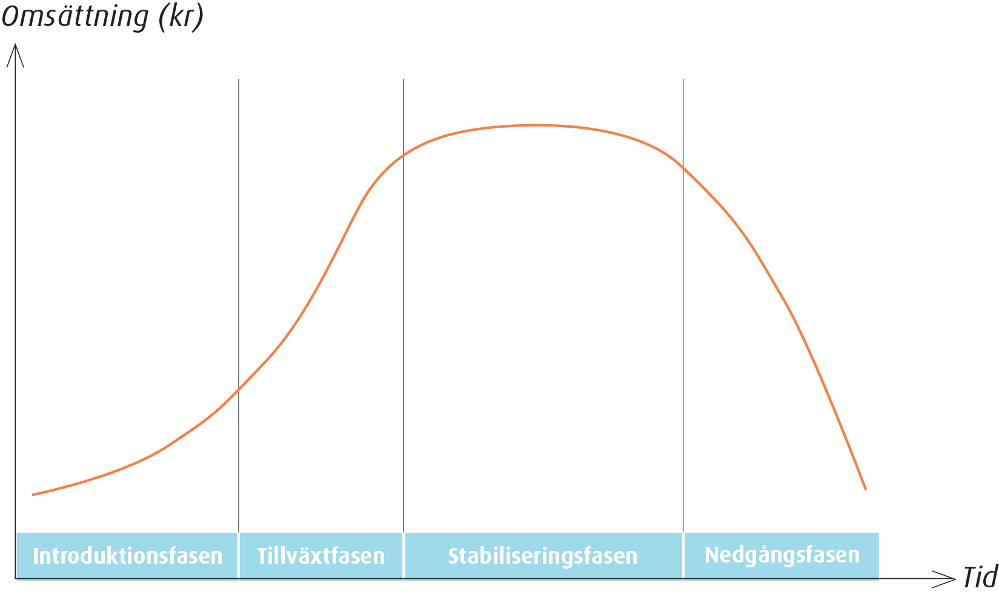 Omsättning (kr)
Introduktionsfasen
Tillväxtfasen
Stabiliseringsfasen
Nedgångsfasen
Tid